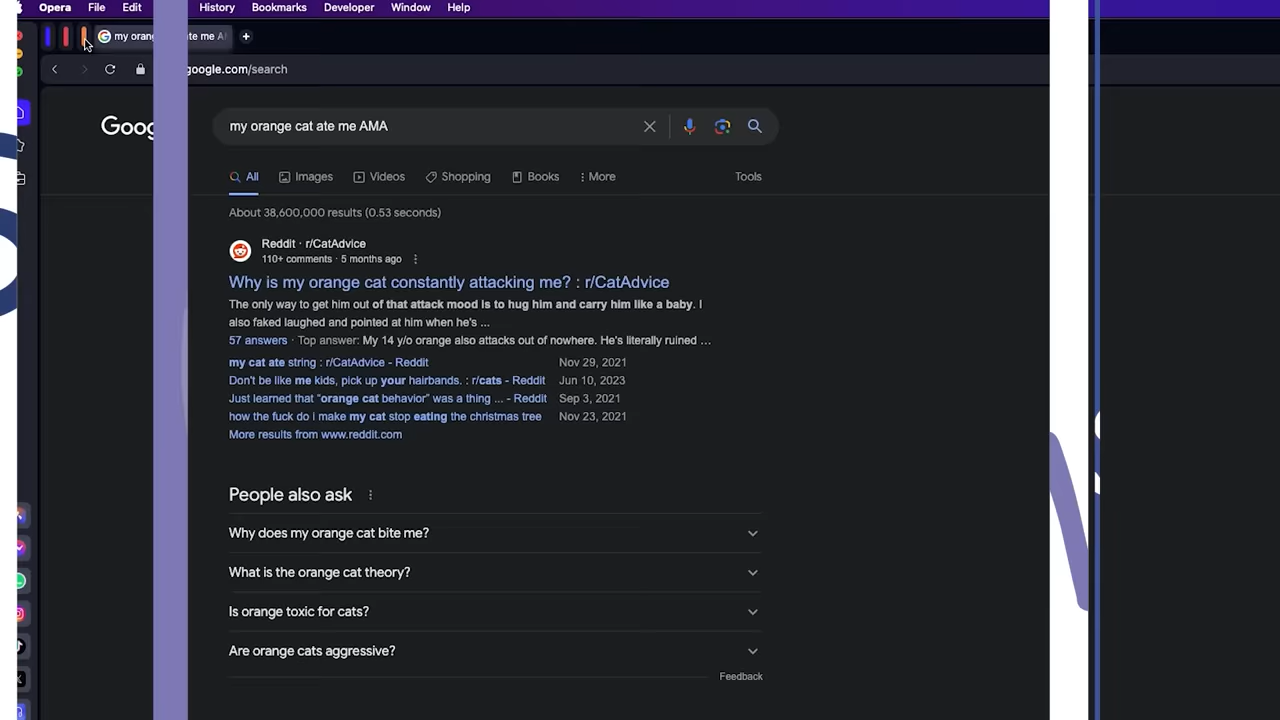 Opera File Edit History Bookmarks Developer Window Help
my orang ate me A
google.com/search
Goog
my orange cat ate me AMA
All Images Videos Shopping Books More Tools
About 38,600,000 results (0.53 seconds)
Reddit · r/CatAdvice
110+ comments · 5 months ago
Why is my orange cat constantly attacking me? : r/CatAdvice
The only way to get him out of that attack mood is to hug him and carry him like a baby. I
also faked laughed and pointed at him when he's ...
57 answers · Top answer: My 14 y/o orange also attacks out of nowhere. He's literally ruined ...
my cat ate string : r/CatAdvice - Reddit Nov 29, 2021
Don't be like me kids, pick up your hairbands. : r/cats - Reddit Jun 10, 2023
Just learned that “orange cat behavior” was a thing ... - Reddit Sep 3, 2021
how the fuck do i make my cat stop eating the christmas tree Nov 23, 2021
More results from www.reddit.com
People also ask
Why does my orange cat bite me?
What is the orange cat theory?
Is orange toxic for cats?
Are orange cats aggressive?
Feedback